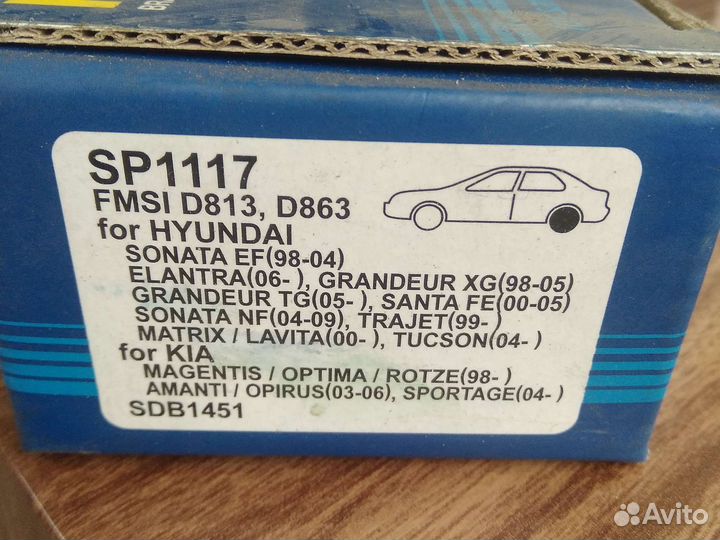 BR
SP1117
FMSI D813, D863
for HYUNDAI
SONATA EF(98-04)
ELANTRA(06- ), GRANDEUR XG(98-05)
GRANDEUR TG(05- ), SANTA FE(00-05)
SONATA NF(04-09), TRAJET(99- )
MATRIX / LAVITA(00- ), TUCSON(04- )
for KIA
MAGENTIS / OPTIMA / ROTZE(98- )
AMANTI / OPIRUS(03-06), SPORTAGE(04- )
SDB1451
Avito